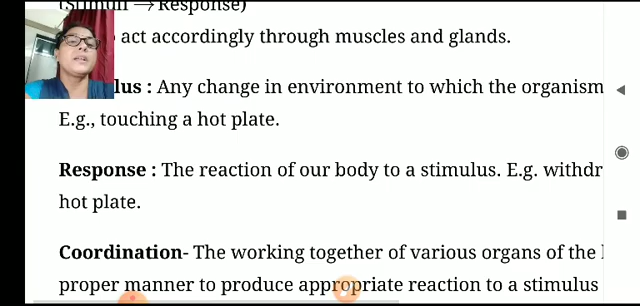 (Stimuli → Response)
act accordingly through muscles and glands.
lus : Any change in environment to which the organism
E.g., touching a hot plate.
Response : The reaction of our body to a stimulus. E.g. withdr
hot plate.
Coordination- The working together of various organs of the
proper manner to produce appropriate reaction to a stimulus